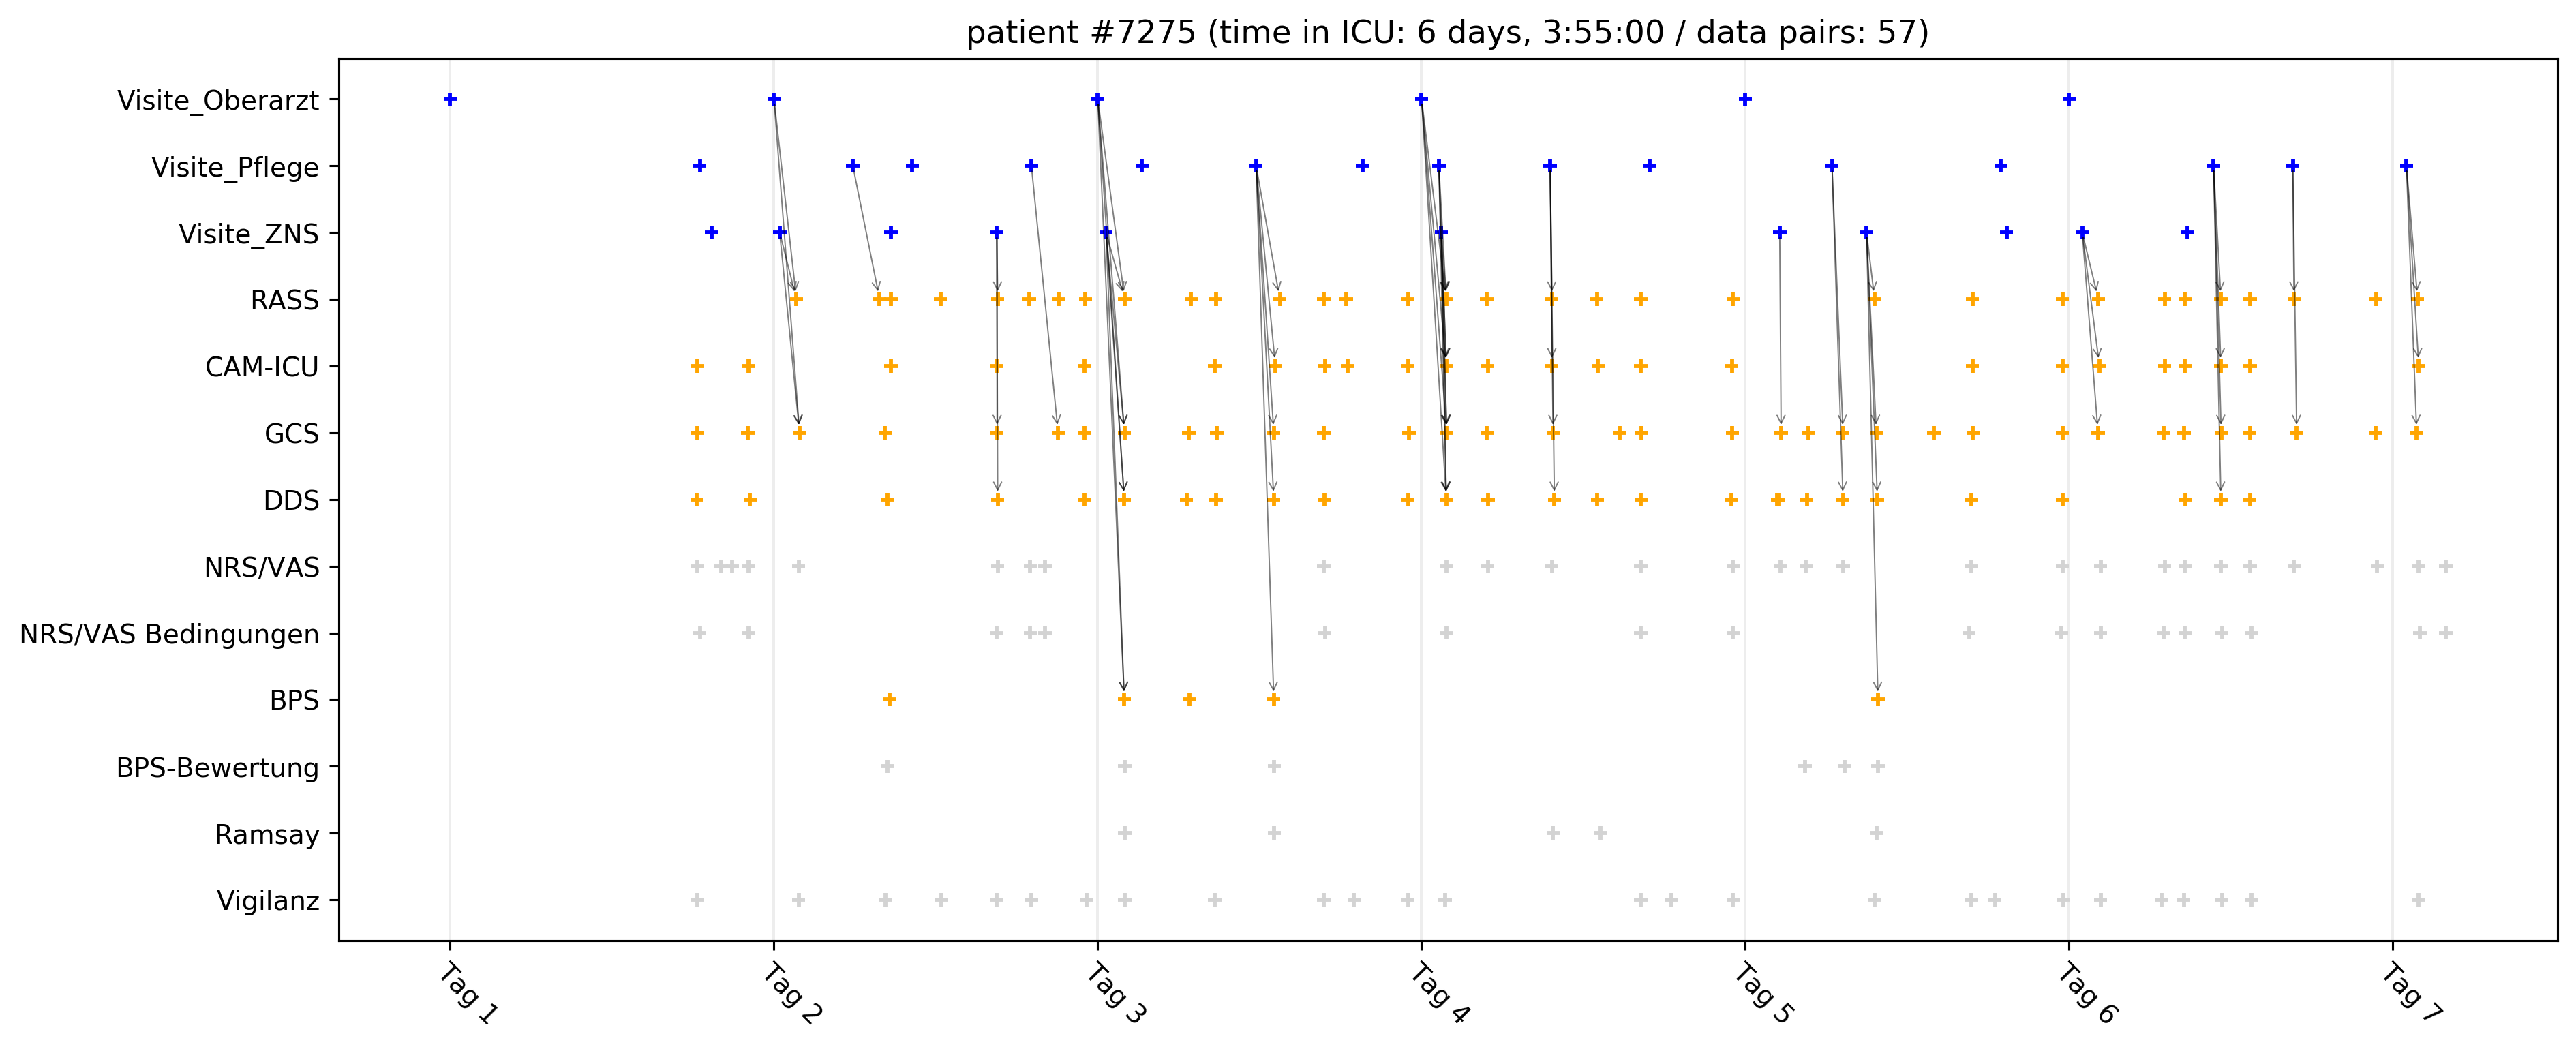 patient #7275 (time in ICU: 6 days, 3:55:00 / data pairs: 57)
Visite_Oberarzt
Visite_Pflege
Visite_ZNS
RASS
CAM-ICU
GCS
DDS
NRS/VAS
NRS/VAS Bedingungen
BPS
BPS-Bewertung
Ramsay
Vigilanz
Tag 1
Tag 2
Tag 3
Tag 4
Tag 5
Tag 6
Tag 7